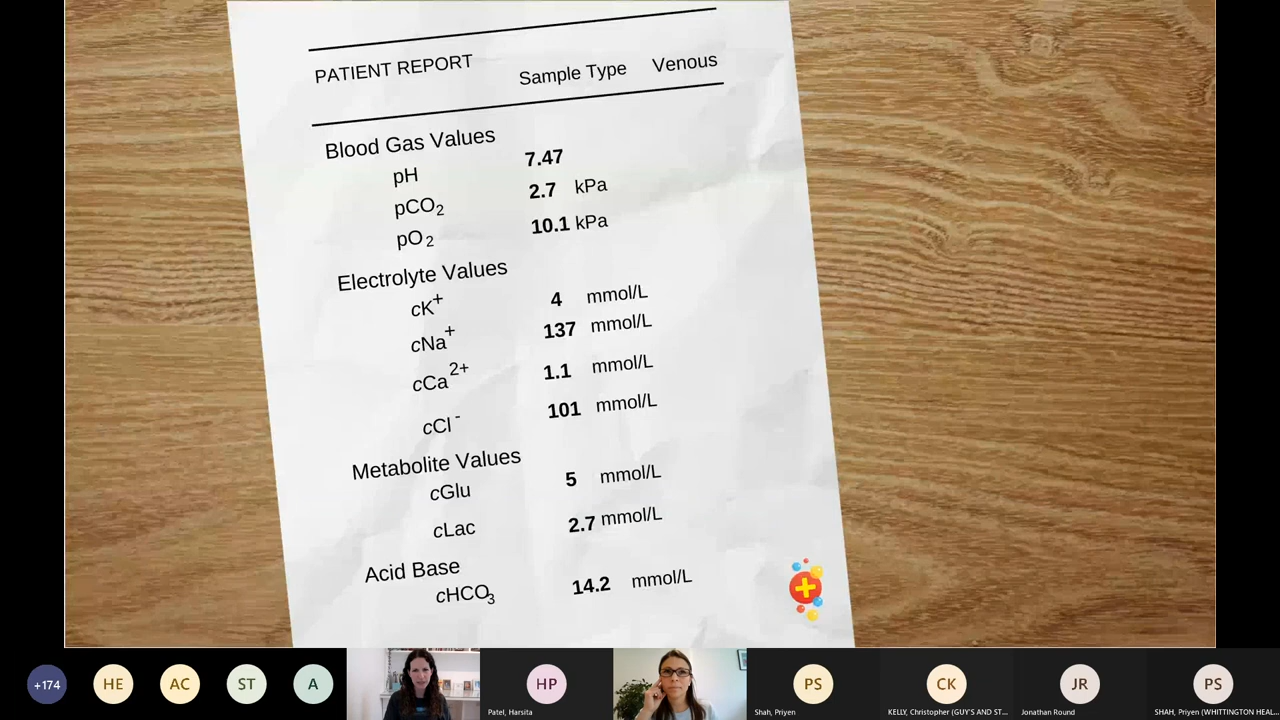 PATIENT REPORT Sample Type Venous
Blood Gas Values
pH 7.47
pCO2 2.7 kPa
pO2 10.1 kPa
Electrolyte Values
cK+ 4 mmol/L
cNa+ 137 mmol/L
cCa2+ 1.1 mmol/L
cCl- 101 mmol/L
Metabolite Values
cGlu 5 mmol/L
cLac 2.7 mmol/L
Acid Base
cHCO3 14.2 mmol/L
+174 HE AC ST A HP PS CK JR PS
Patel, Harsita Shah, Priyen KELLY, Christopher (GUY'S AND ST... Jonathan Round SHAH, Priyen (WHITTINGTON HEAL...